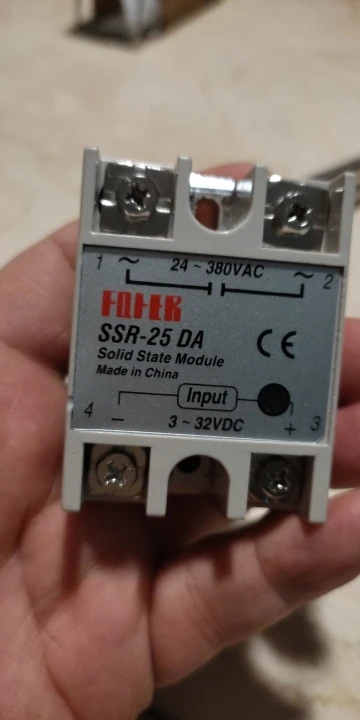 1 ~ 24 ~ 380VAC ~ 2
FQTEK
SSR-25 DA
CE
Solid State Module
Made in China
Input
4 − 3 ~ 32VDC + 3